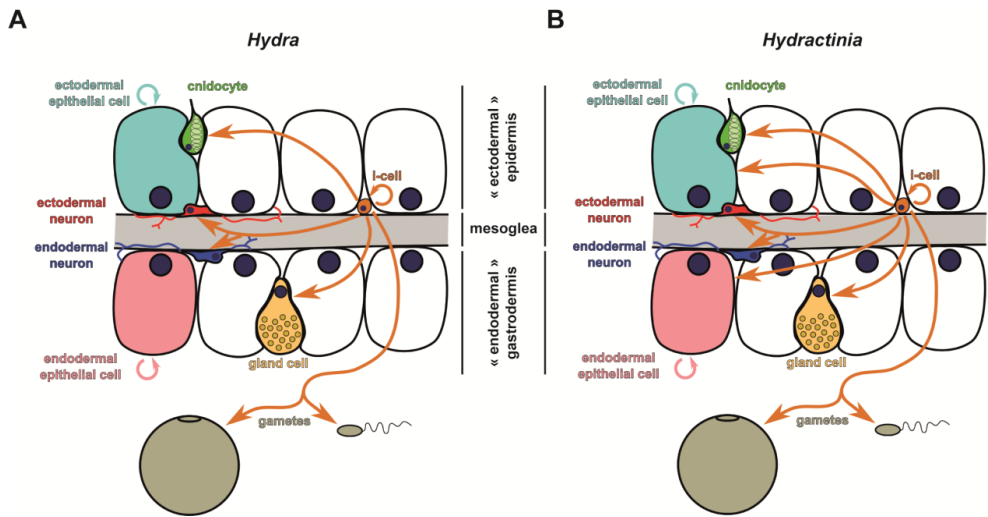 A
Hydra
ectodermal
epithelial cell
cnidocyte
i-cell
ectodermal
neuron
endodermal
neuron
gland cell
endodermal
epithelial cell
gametes
« ectodermal »
epidermis
mesoglea
« endodermal »
gastrodermis
B
Hydractinia
ectodermal
epithelial cell
cnidocyte
i-cell
ectodermal
neuron
endodermal
neuron
gland cell
endodermal
epithelial cell
gametes